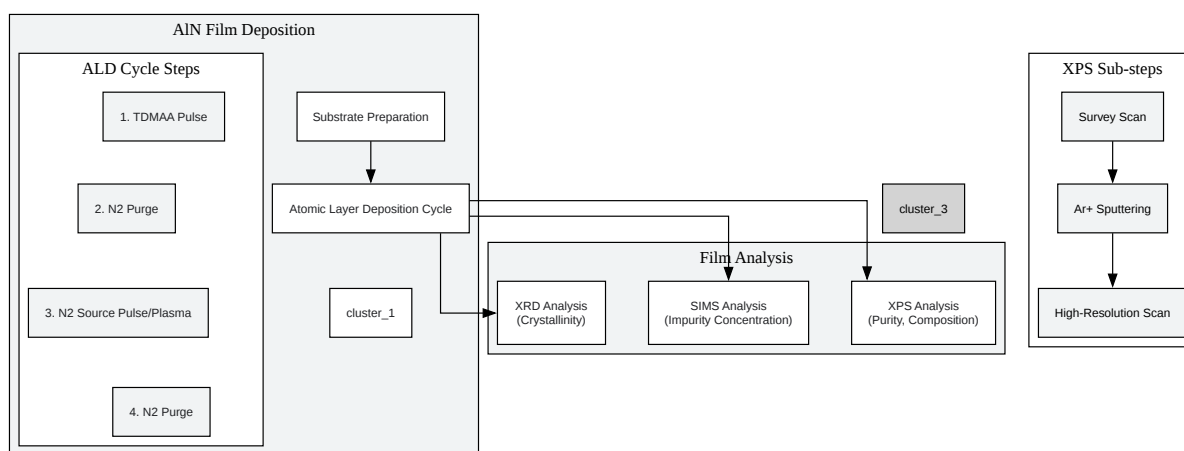 AlN Film Deposition
ALD Cycle Steps
1. TDMAA Pulse
2. N2 Purge
3. N2 Source Pulse/Plasma
4. N2 Purge
Substrate Preparation
Atomic Layer Deposition Cycle
cluster_1
Film Analysis
XRD Analysis
(Crystallinity)
SIMS Analysis
(Impurity Concentration)
XPS Analysis
(Purity, Composition)
cluster_3
XPS Sub-steps
Survey Scan
Ar+ Sputtering
High-Resolution Scan